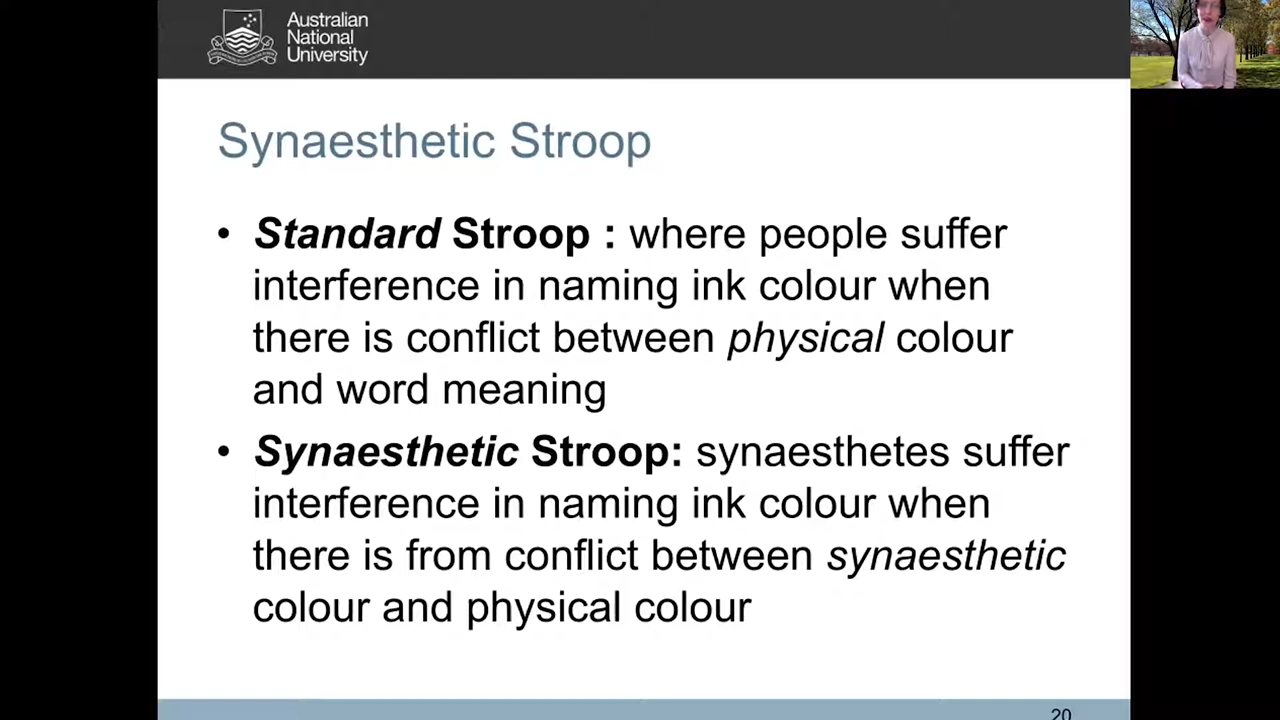 Australian
National
University
Synaesthetic Stroop
• Standard Stroop : where people suffer
interference in naming ink colour when
there is conflict between physical colour
and word meaning
• Synaesthetic Stroop: synaesthetes suffer
interference in naming ink colour when
there is from conflict between synaesthetic
colour and physical colour
20